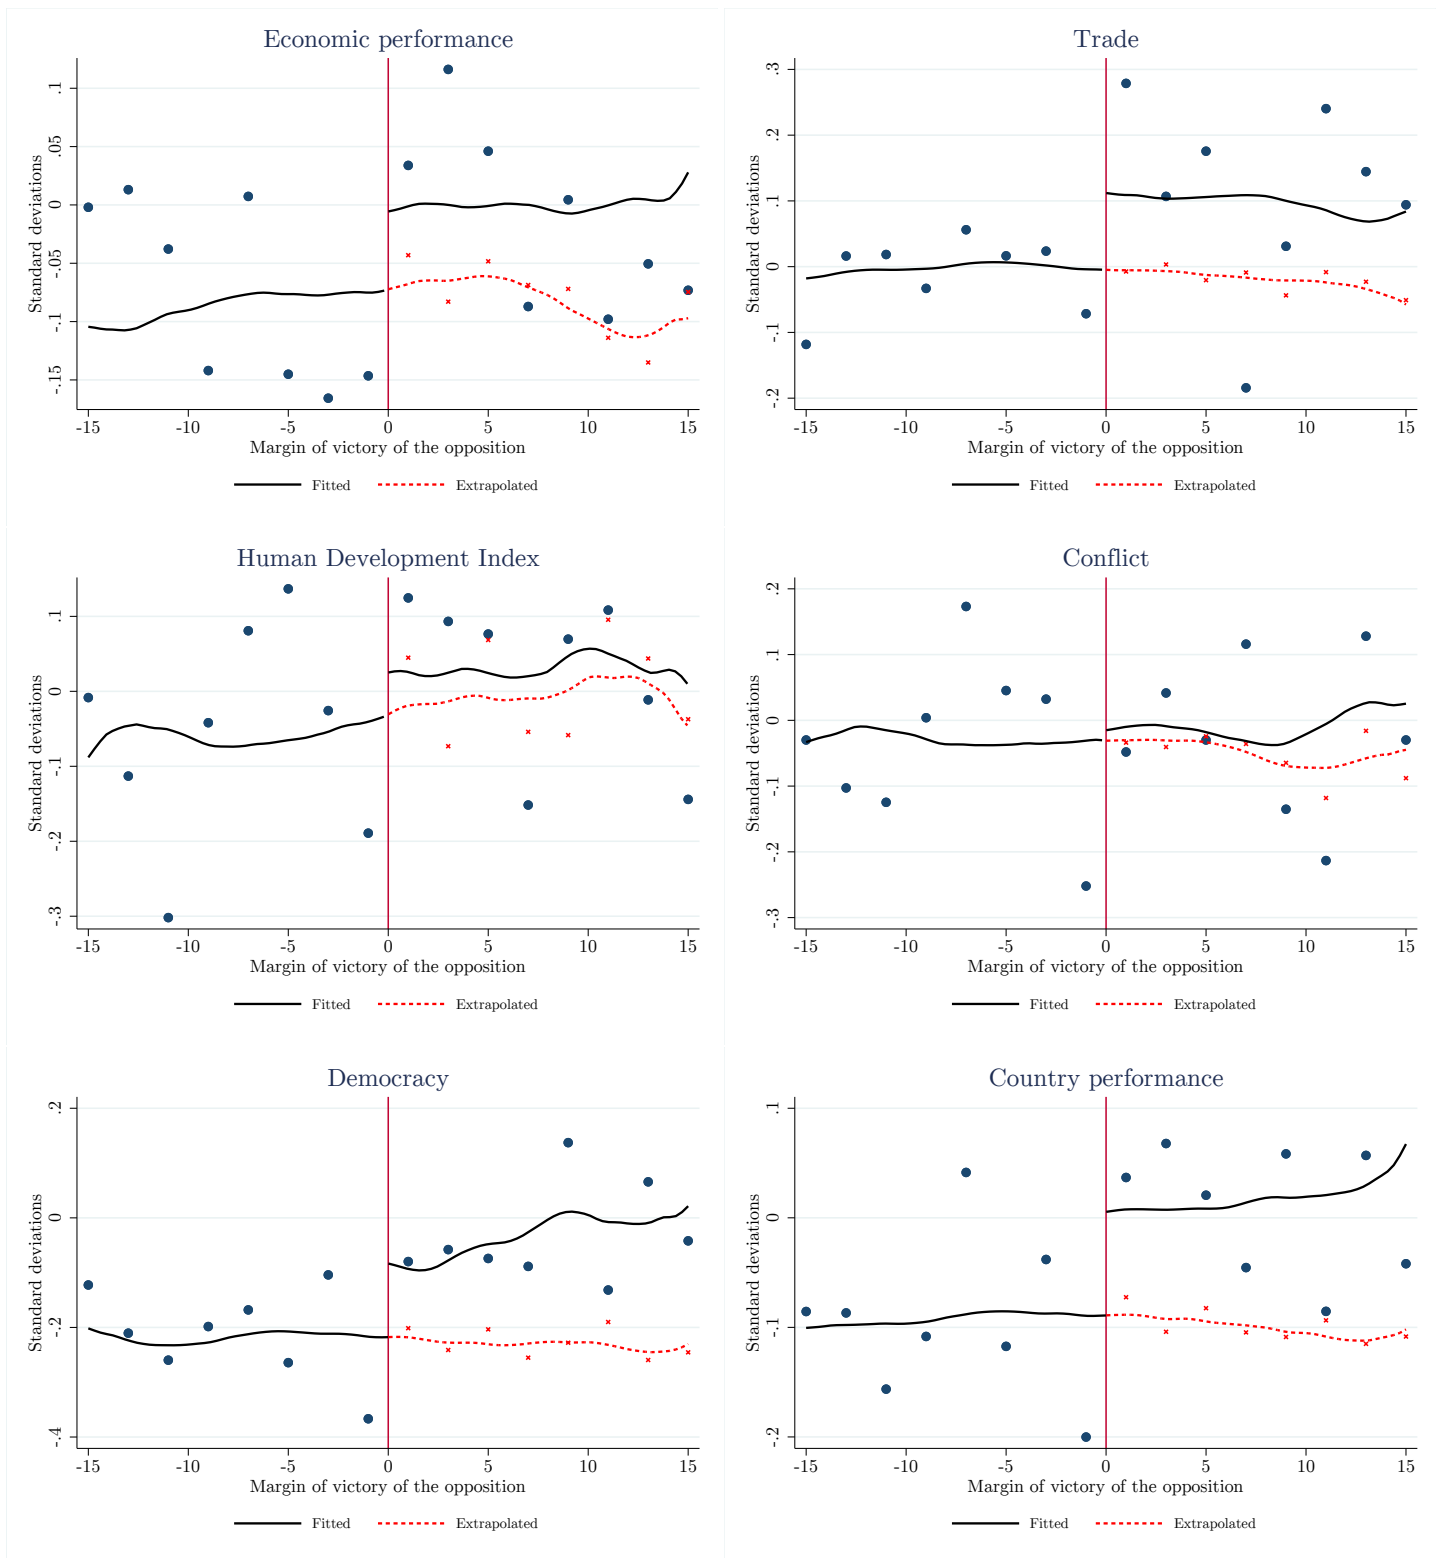 Economic performance
Standard deviations
.1
.05
0
-.05
-.1
-.15
-15 -10 -5 0 5 10 15
Margin of victory of the opposition
Fitted Extrapolated
Trade
Standard deviations
.3
.2
.1
0
-.1
-.2
-15 -10 -5 0 5 10 15
Margin of victory of the opposition
Fitted Extrapolated
Human Development Index
Standard deviations
.1
0
-.1
-.2
-.3
-15 -10 -5 0 5 10 15
Margin of victory of the opposition
Fitted Extrapolated
Conflict
Standard deviations
.2
.1
0
-.1
-.2
-.3
-15 -10 -5 0 5 10 15
Margin of victory of the opposition
Fitted Extrapolated
Democracy
Standard deviations
.2
0
-.2
-.4
-15 -10 -5 0 5 10 15
Margin of victory of the opposition
Fitted Extrapolated
Country performance
Standard deviations
.1
0
-.1
-.2
-15 -10 -5 0 5 10 15
Margin of victory of the opposition
Fitted Extrapolated